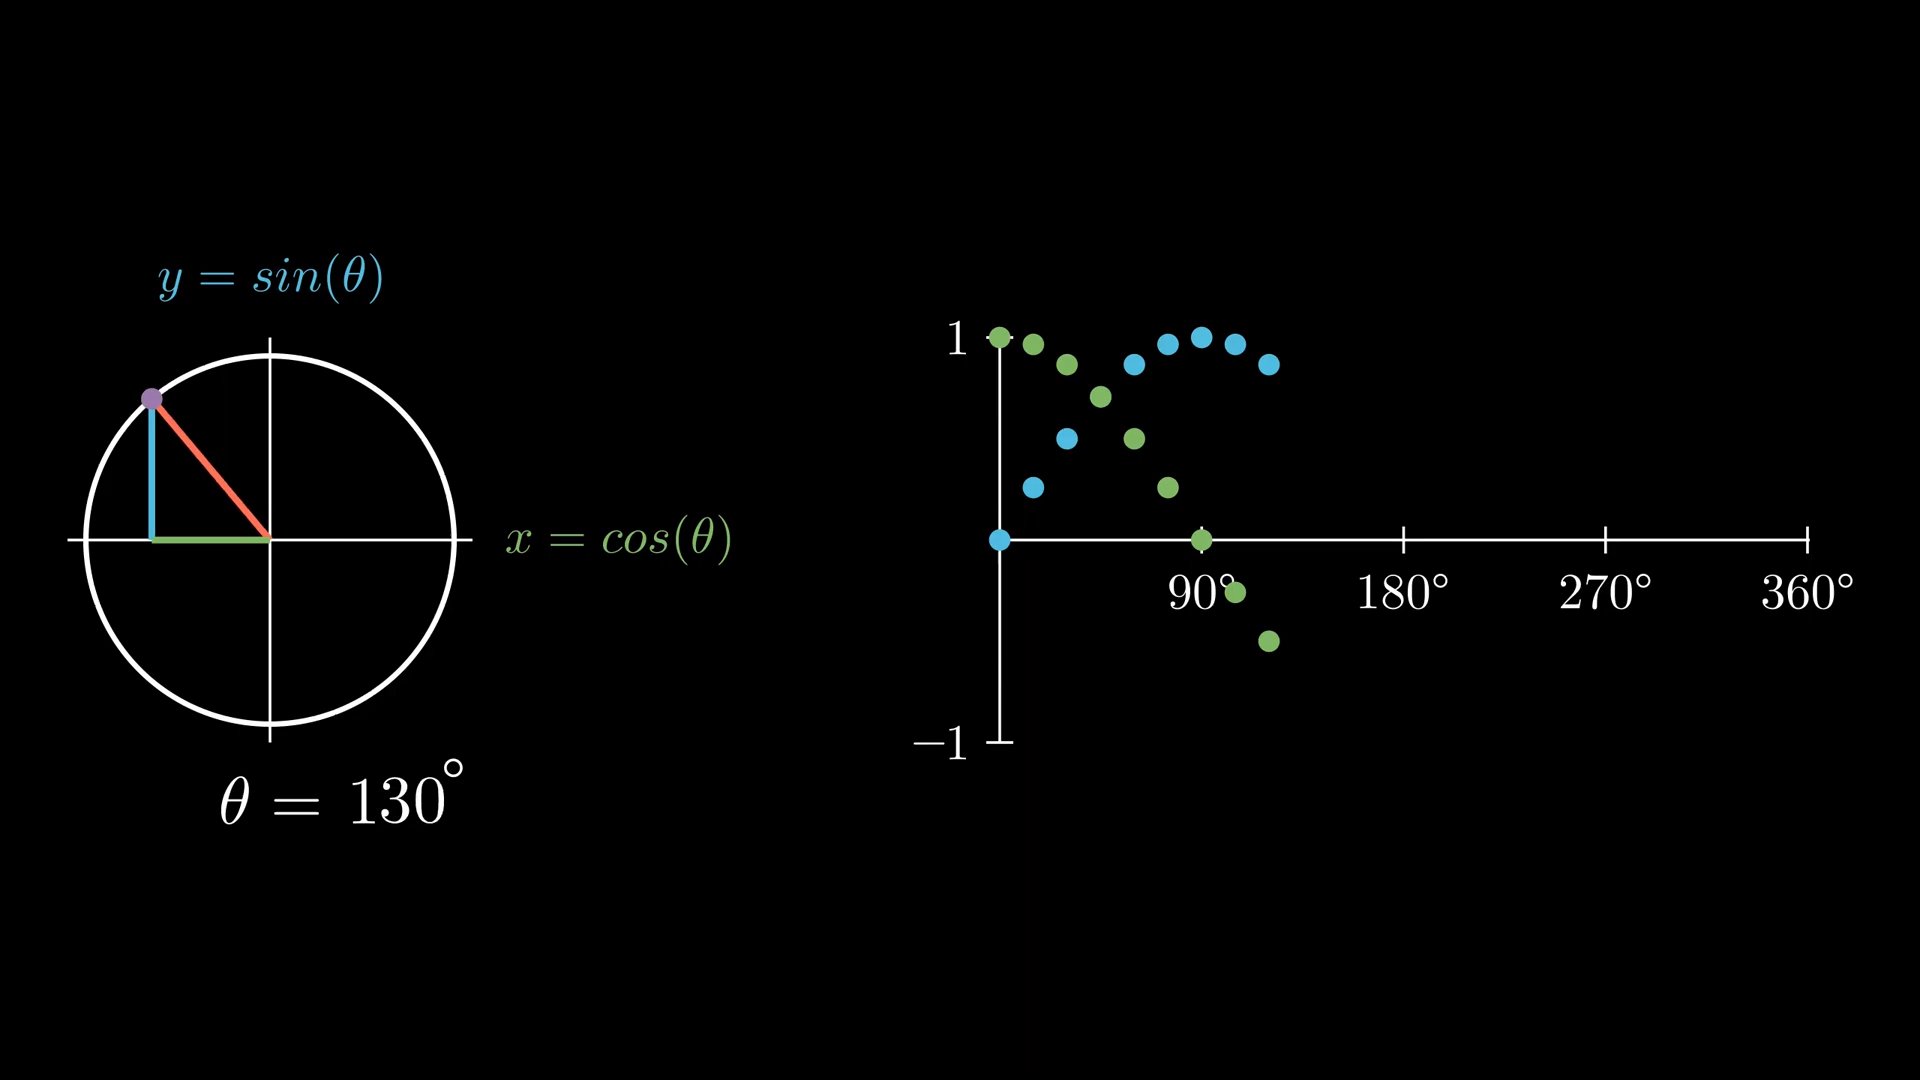 y = sin(θ)
x = cos(θ)
θ = 130°
1
90° 180° 270° 360°
−1